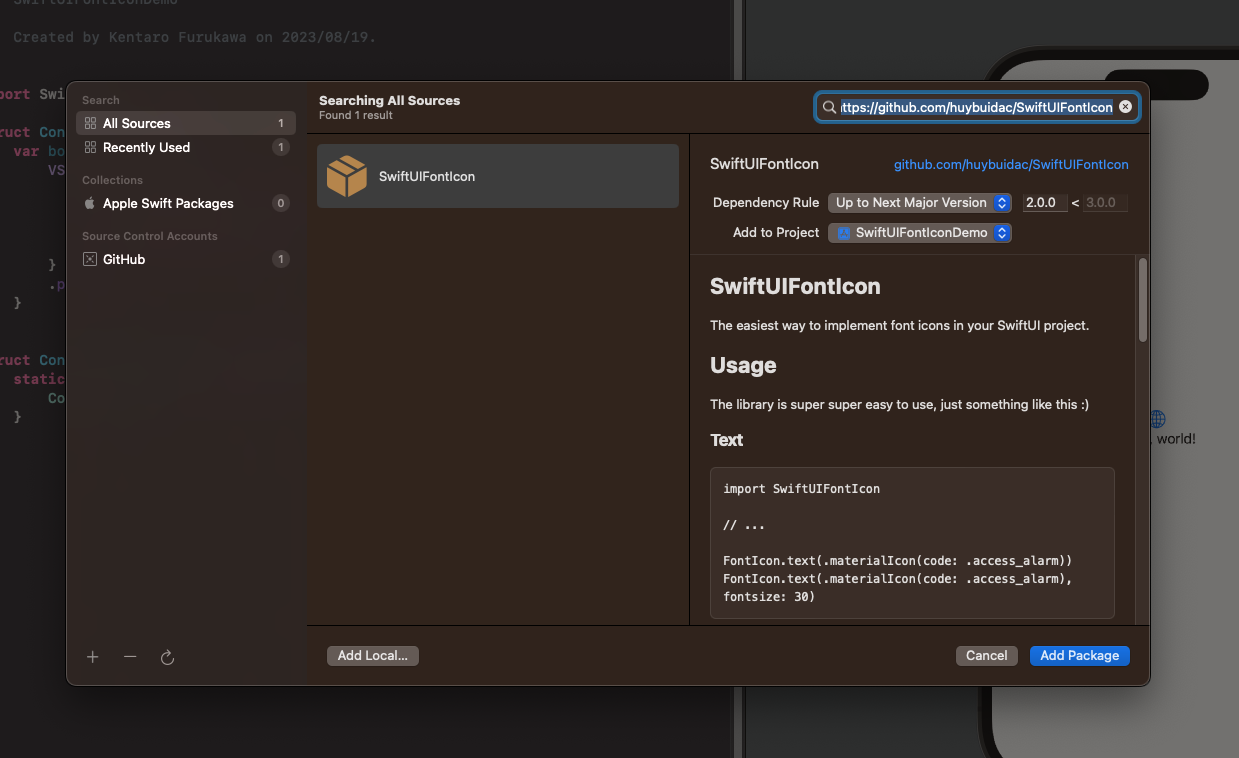 SwiftUIFontIconDemo
Created by Kentaro Furukawa on 2023/08/19.
port Swi
ruct Con
var bo
VS
}
.p
}
ruct Con
static
Co
}
Search
All Sources 1
Recently Used 1
Collections
Apple Swift Packages 0
Source Control Accounts
GitHub 1
Searching All Sources
Found 1 result
ttps://github.com/huybuidac/SwiftUIFontIcon
SwiftUIFontIcon
SwiftUIFontIcon github.com/huybuidac/SwiftUIFontIcon
Dependency Rule Up to Next Major Version 2.0.0 < 3.0.0
Add to Project SwiftUIFontIconDemo
SwiftUIFontIcon
The easiest way to implement font icons in your SwiftUI project.
Usage
The library is super super easy to use, just something like this :)
Text
import SwiftUIFontIcon
// ...
FontIcon.text(.materialIcon(code: .access_alarm))
FontIcon.text(.materialIcon(code: .access_alarm),
fontsize: 30)
Add Local...
Cancel
Add Package
, world!